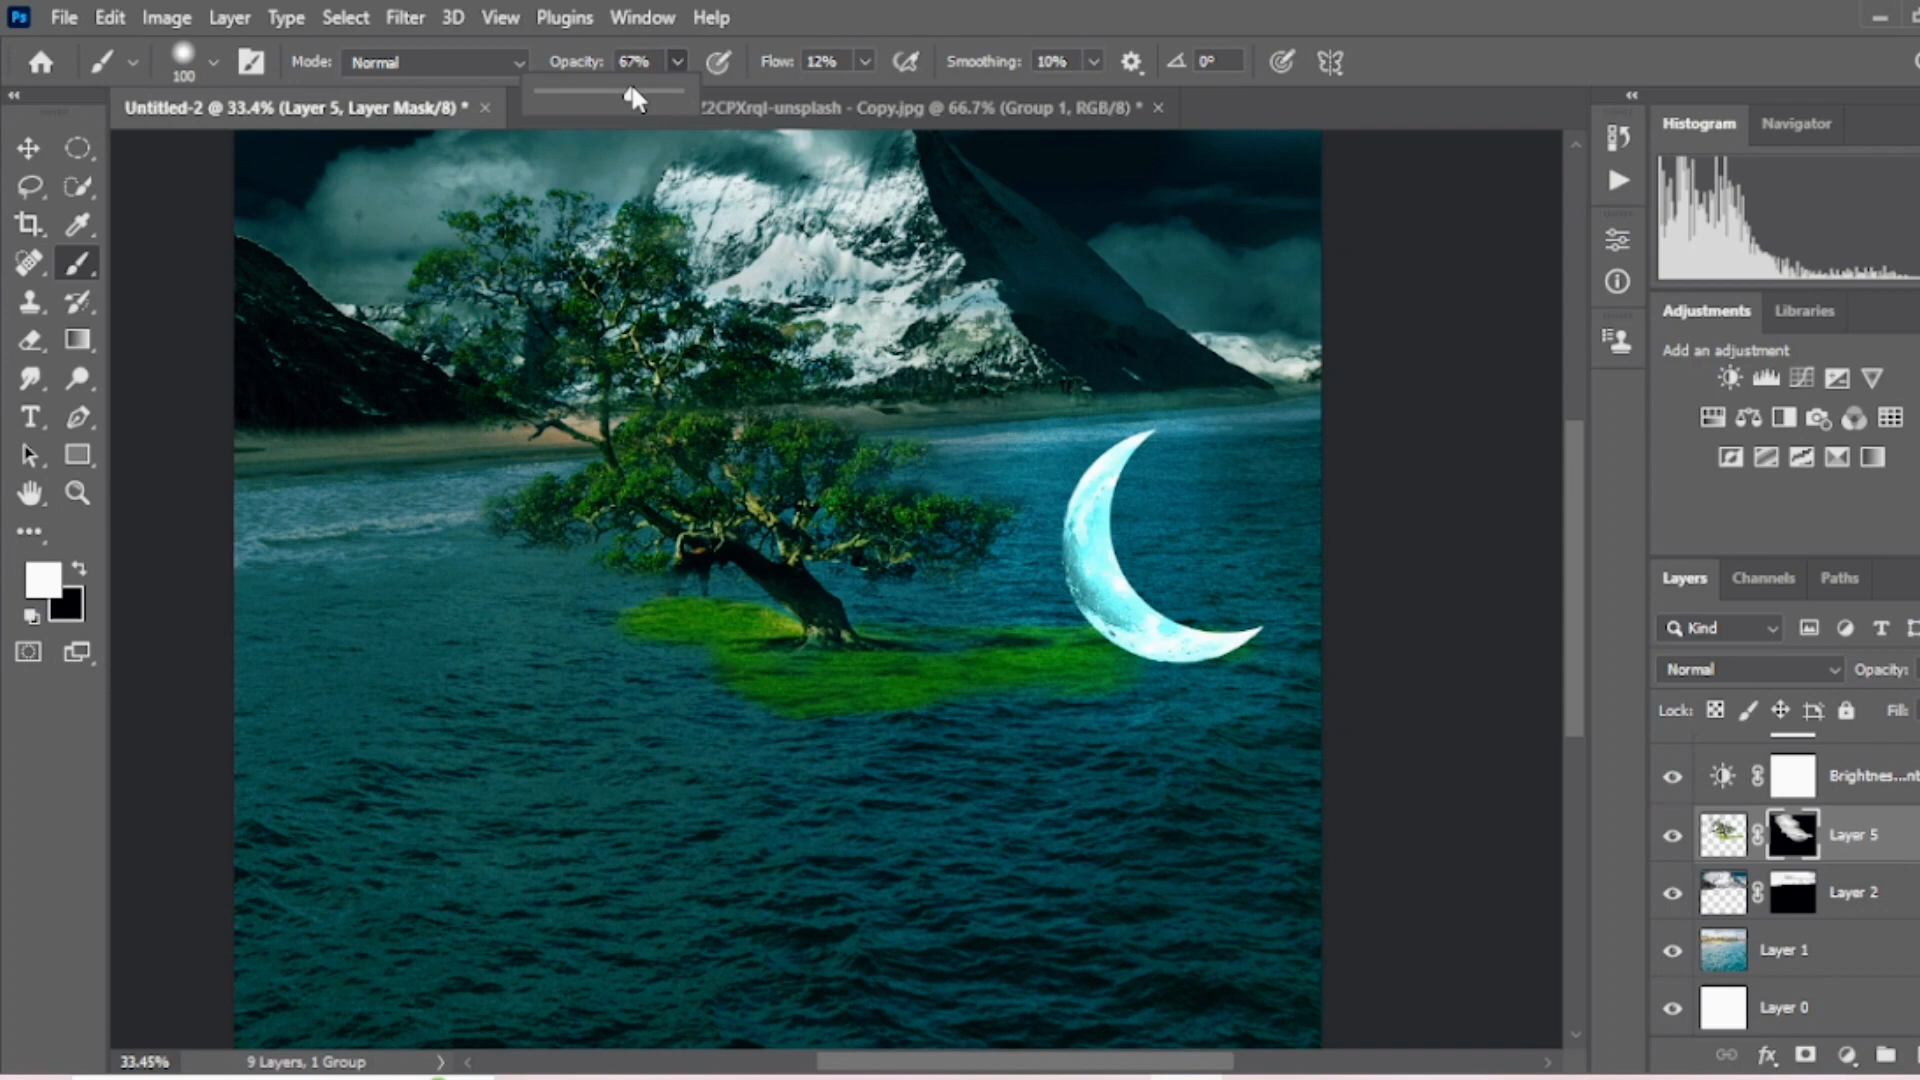 Ps File Edit Image Layer Type Select Filter 3D View Plugins Window Help
100 Mode: Normal Opacity: 67% Flow: 12% Smoothing: 10% 0°
Untitled-2 @ 33.4% (Layer 5, Layer Mask/8) * × Z2CPXrqI-unsplash - Copy.jpg @ 66.7% (Group 1, RGB/8) * ×
Histogram Navigator
Adjustments Libraries
Add an adjustment
Layers Channels Paths
Kind
Normal Opacity:
Lock: Fill:
Brightnes...nt
Layer 5
Layer 2
Layer 1
Layer 0
33.45% 9 Layers, 1 Group